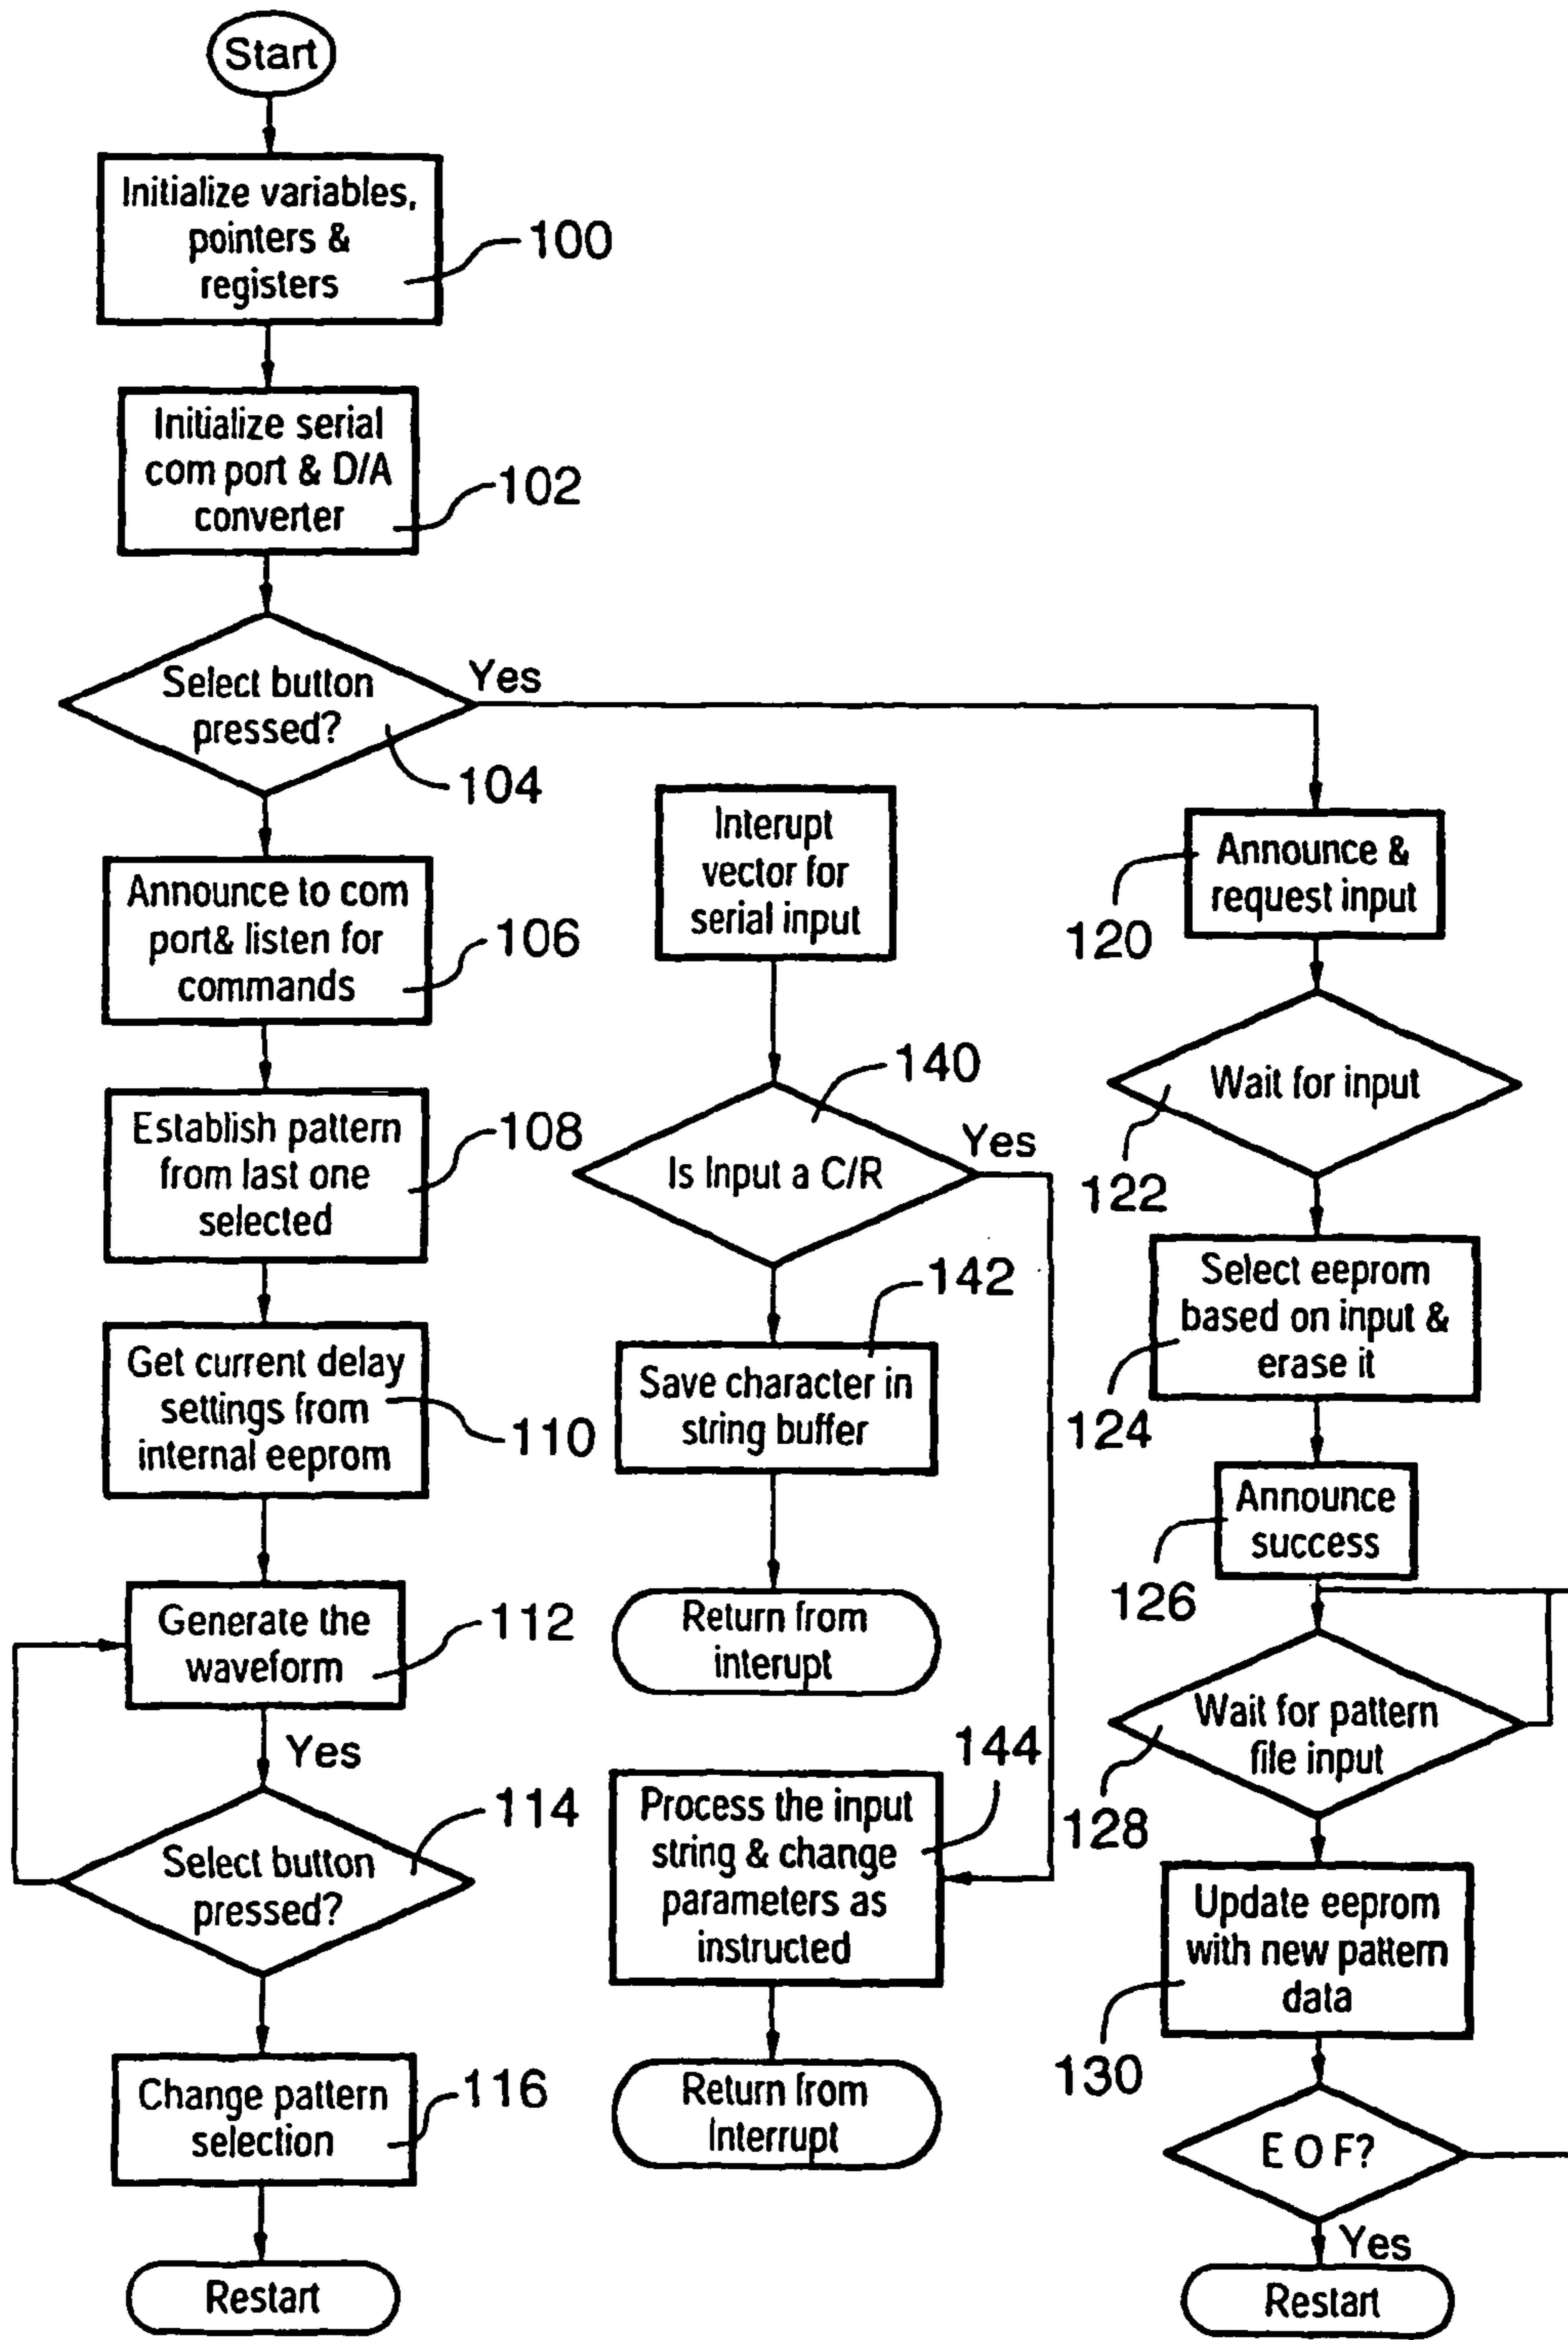 Start
Initialize variables,
pointers &
registers
100
Initialize serial
com port & D/A
converter
102
Select button
pressed?
Yes
104
Announce to com
port& listen for
commands
106
Establish pattern
from last one
selected
108
Get current delay
settings from
internal eeprom
110
Generate the
waveform
112
Yes
Select button
pressed?
114
Change pattern
selection
116
Restart
Interupt
vector for
serial input
140
Is Input a C/R
Yes
142
Save character in
string buffer
Return from
interupt
144
Process the input
string & change
parameters as
instructed
Return from
Interrupt
Announce &
request input
120
Wait for input
122
Select eeprom
based on input &
erase it
124
Announce
success
126
Wait for pattern
file input
128
Update eeprom
with new pattern
data
130
E O F?
Yes
Restart